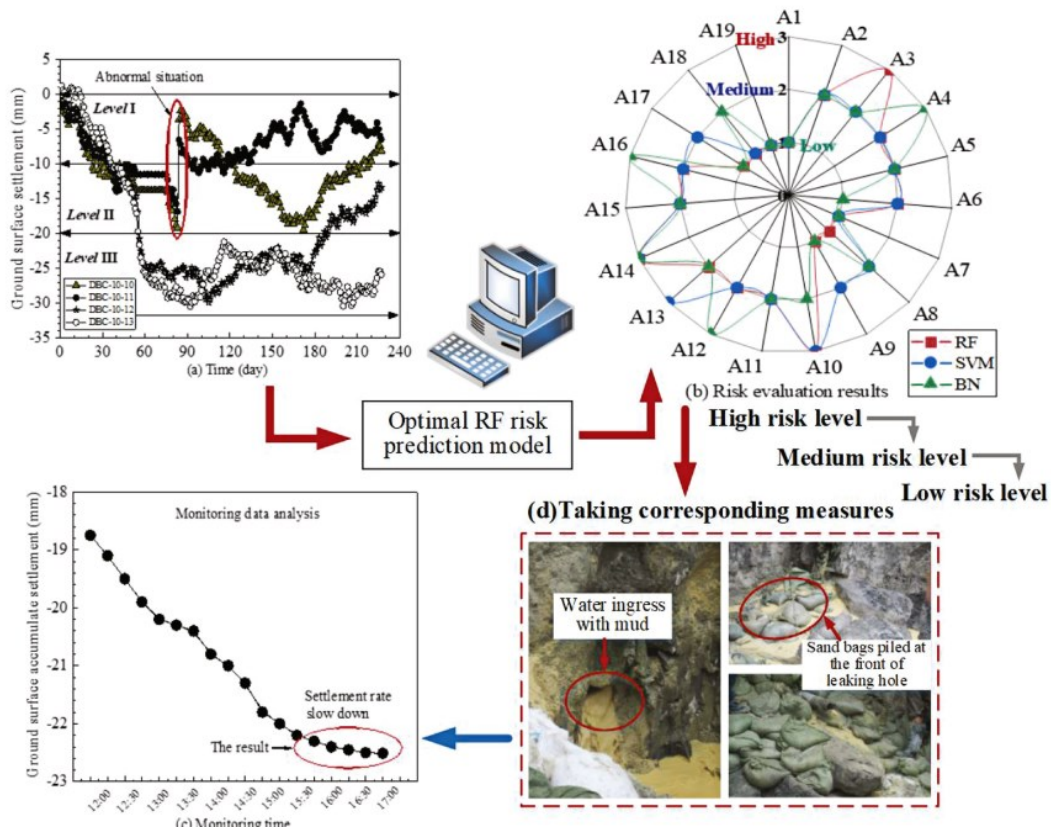 5
0
-5
-10
-15
-20
-25
-30
-35
Ground surface settlement (mm)
Abnormal situation
Level I
Level II
Level III
DBC-10-10
DBC-10-11
DBC-10-12
DBC-10-13
0 30 60 90 120 150 180 210 240
(a) Time (day)
A1
A2
A3
A4
A5
A6
A7
A8
A9
A10
A11
A12
A13
A14
A15
A16
A17
A18
A19
High
3
Medium
2
Low
RF
SVM
BN
(b) Risk evaluation results
Optimal RF risk
prediction model
High risk level
Medium risk level
Low risk level
-18
-19
-20
-21
-22
-23
Ground surface accumulate settlement (mm)
Monitoring data analysis
Settlement rate
slow down
The result
12:00 12:30 13:00 13:30 14:00 14:30 15:00 15:30 16:00 16:30 17:00
(c) Monitoring time
(d)Taking corresponding measures
Water ingress
with mud
Sand bags piled at
the front of
leaking hole